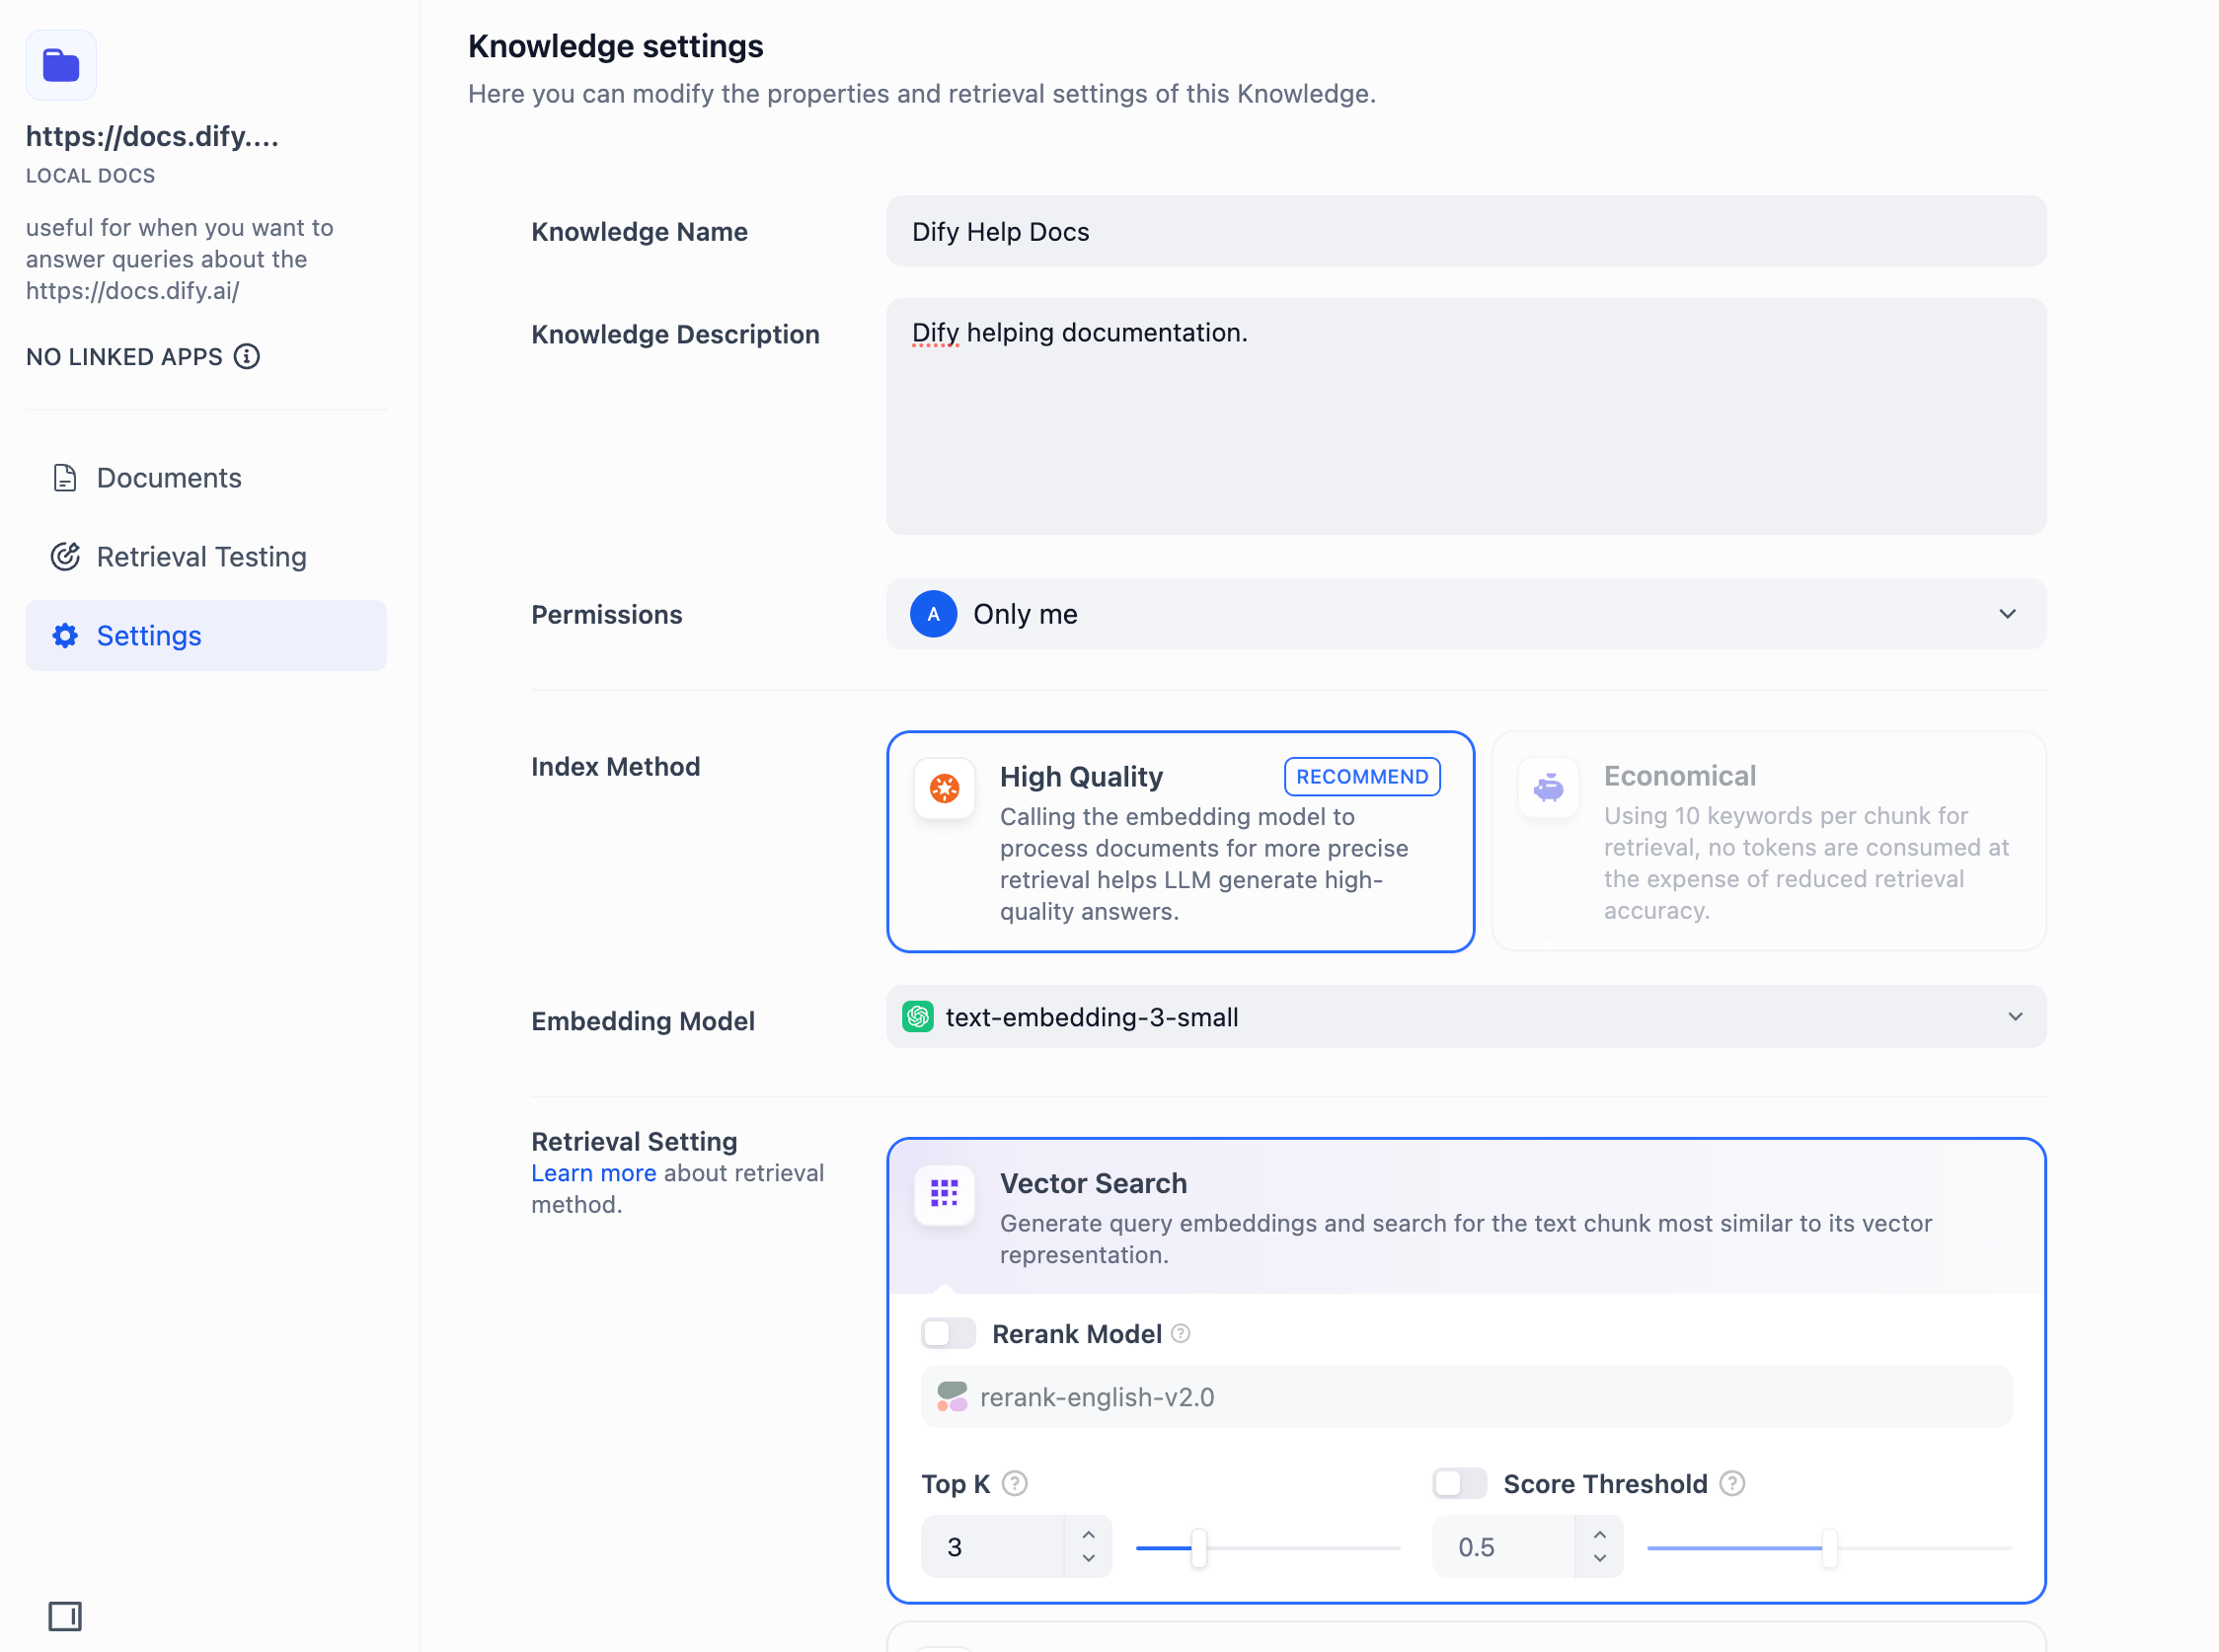 https://docs.dify....
LOCAL DOCS
useful for when you want to
answer queries about the
https://docs.dify.ai/
NO LINKED APPS
Documents
Retrieval Testing
Settings
Knowledge settings
Here you can modify the properties and retrieval settings of this Knowledge.
Knowledge Name
Dify Help Docs
Knowledge Description
Dify helping documentation.
Permissions
A Only me
Index Method
High Quality
RECOMMEND
Calling the embedding model to
process documents for more precise
retrieval helps LLM generate high-
quality answers.
Economical
Using 10 keywords per chunk for
retrieval, no tokens are consumed at
the expense of reduced retrieval
accuracy.
Embedding Model
text-embedding-3-small
Retrieval Setting
Learn more about retrieval
method.
Vector Search
Generate query embeddings and search for the text chunk most similar to its vector
representation.
Rerank Model
rerank-english-v2.0
Top K
3
Score Threshold
0.5